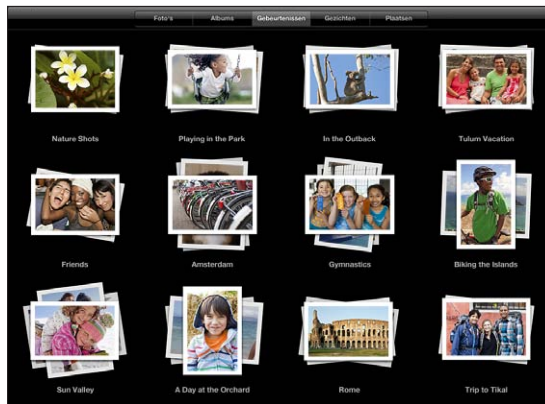 Foto's Albums Gebeurtenissen Gezichten Plaatsen
Nature Shots Playing in the Park In the Outback Tulum Vacation
Friends Amsterdam Gymnastics Biking the Islands
Sun Valley A Day at the Orchard Rome Trip to Tikal